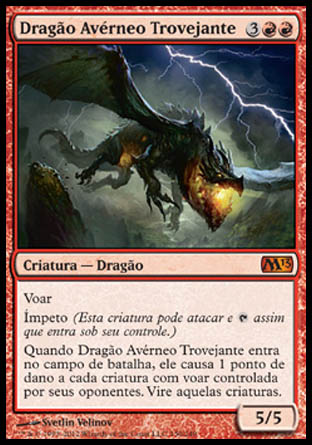 Dragão Avérneo Trovejante 3
Criatura — Dragão M13
Voar
Ímpeto (Esta criatura pode atacar e assim
que entra sob seu controle.)
Quando Dragão Avérneo Trovejante entra
no campo de batalha, ele causa 1 ponto de
dano a cada criatura com voar controlada
por seus oponentes. Vire aquelas criaturas.
5/5
Svetlin Velinov